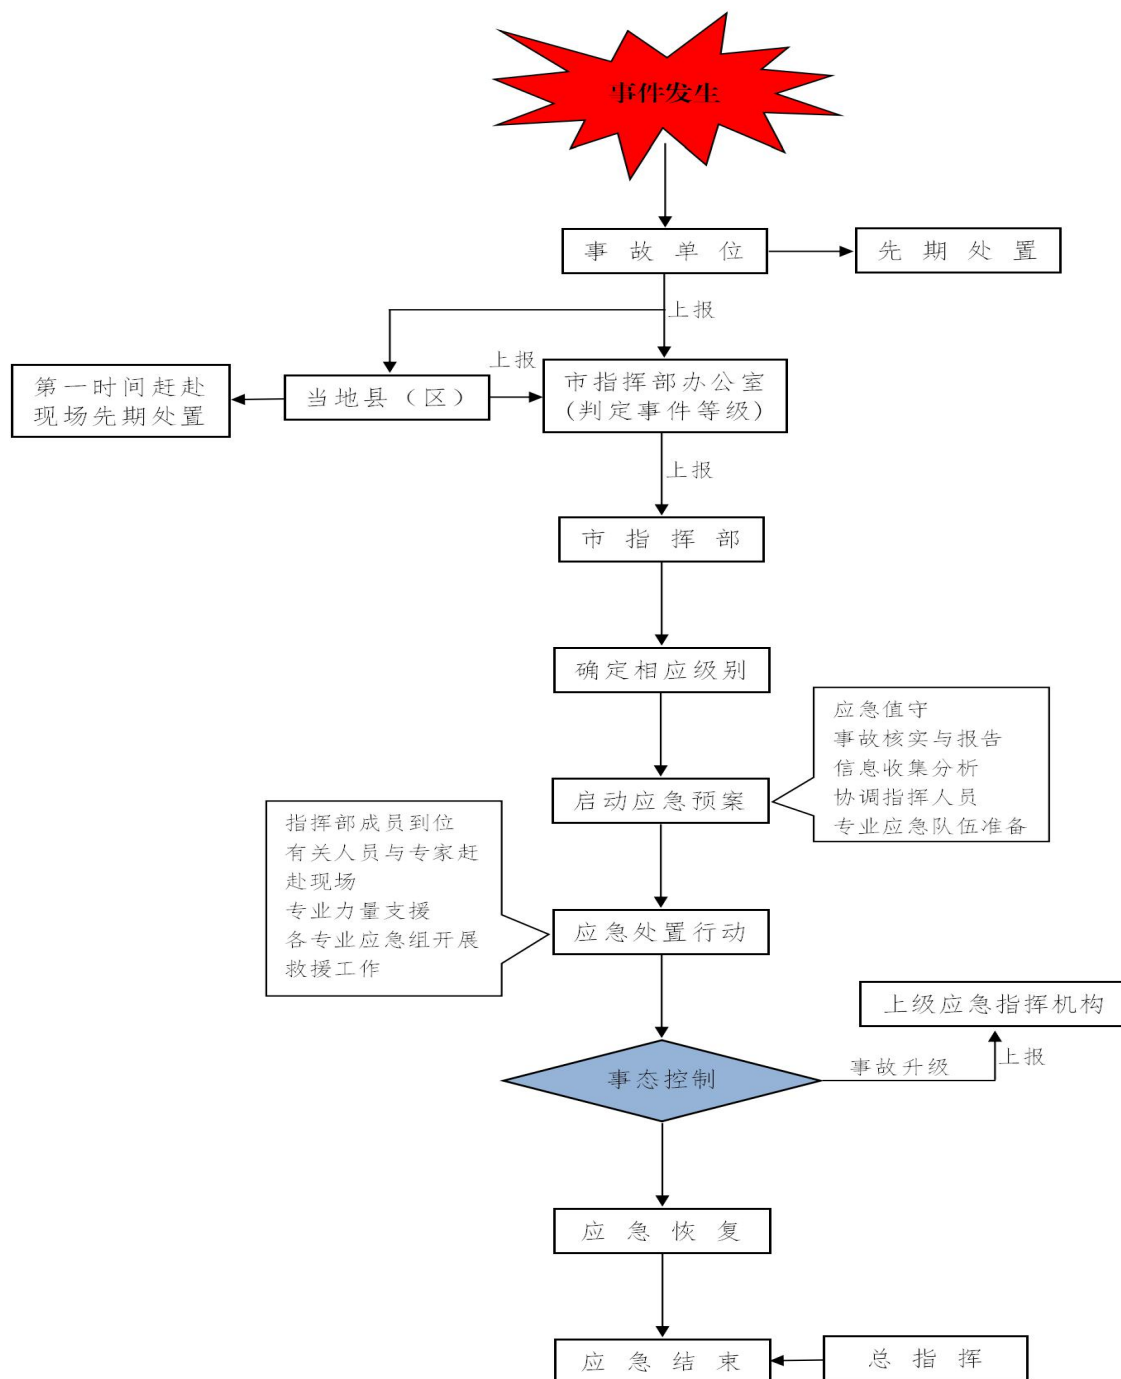 事件发生
事故单位
先期处置
上报
上报
第一时间赶赴
现场先期处置
当地县（区）
市指挥部办公室
(判定事件等级)
上报
市指挥部
确定相应级别
应急值守
事故核实与报告
信息收集分析
协调指挥人员
专业应急队伍准备
启动应急预案
指挥部成员到位
有关人员与专家赶
赴现场
专业力量支援
各专业应急组开展
救援工作
应急处置行动
上级应急指挥机构
事故升级
上报
事态控制
应急恢复
应急结束
总指挥